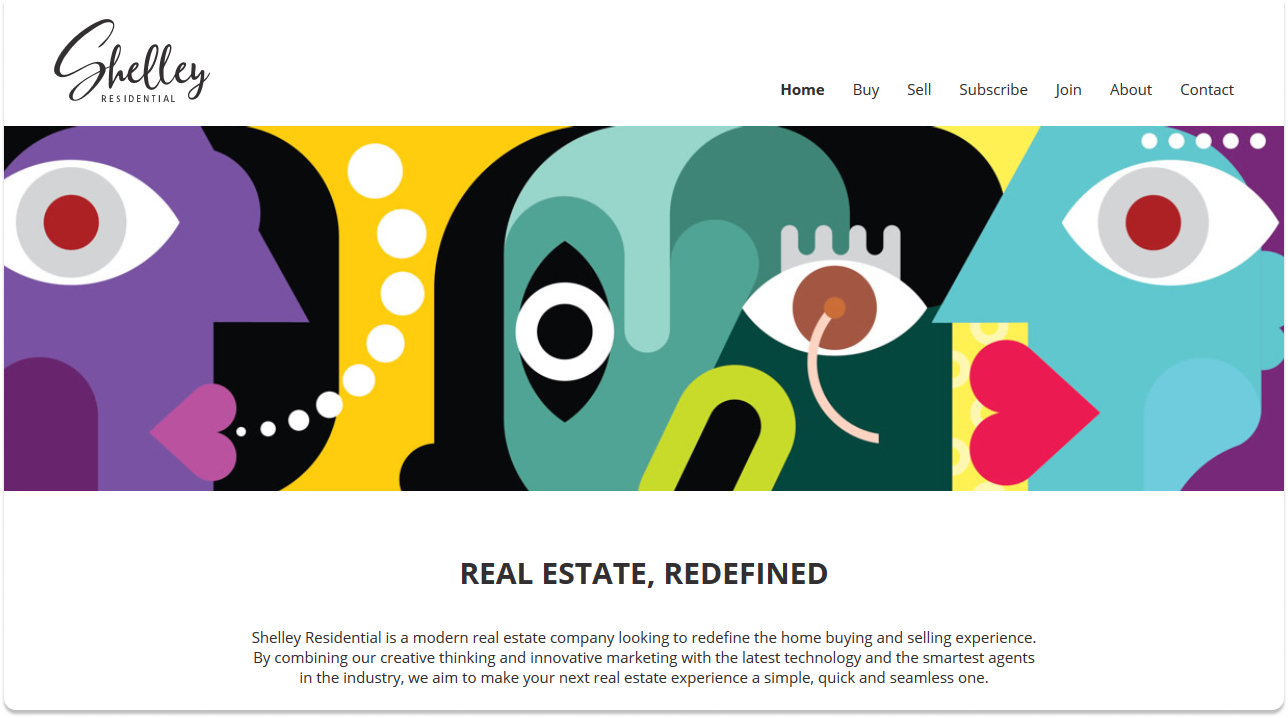 Shelley
RESIDENTIAL
Home Buy Sell Subscribe Join About Contact
REAL ESTATE, REDEFINED
Shelley Residential is a modern real estate company looking to redefine the home buying and selling experience.
By combining our creative thinking and innovative marketing with the latest technology and the smartest agents
in the industry, we aim to make your next real estate experience a simple, quick and seamless one.